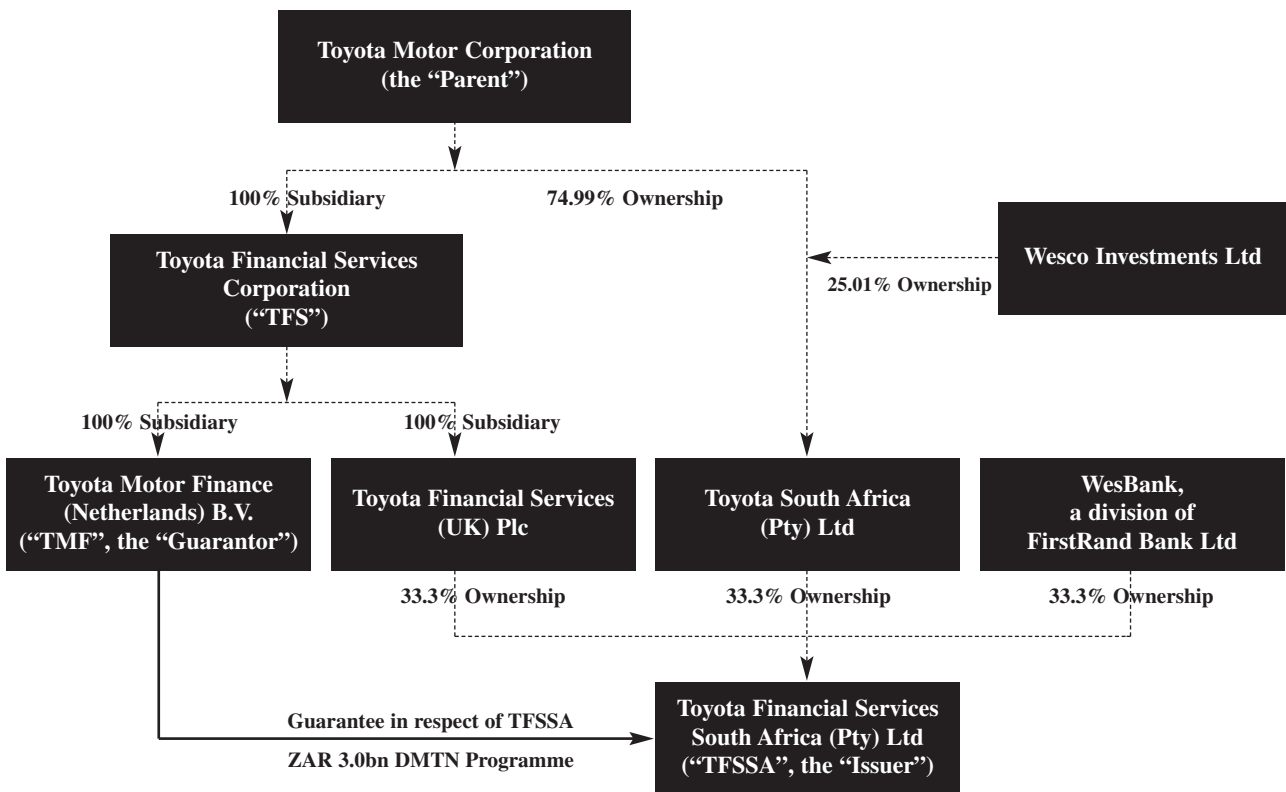 Toyota Motor Corporation
(the “Parent”)
100% Subsidiary
74.99% Ownership
Toyota Financial Services
Corporation
(“TFS”)
Wesco Investments Ltd
25.01% Ownership
100% Subsidiary
100% Subsidiary
Toyota Motor Finance
(Netherlands) B.V.
(“TMF”, the “Guarantor”)
Toyota Financial Services
(UK) Plc
Toyota South Africa
(Pty) Ltd
WesBank,
a division of
FirstRand Bank Ltd
33.3% Ownership
33.3% Ownership
33.3% Ownership
Guarantee in respect of TFSSA
ZAR 3.0bn DMTN Programme
Toyota Financial Services
South Africa (Pty) Ltd
(“TFSSA”, the “Issuer”)